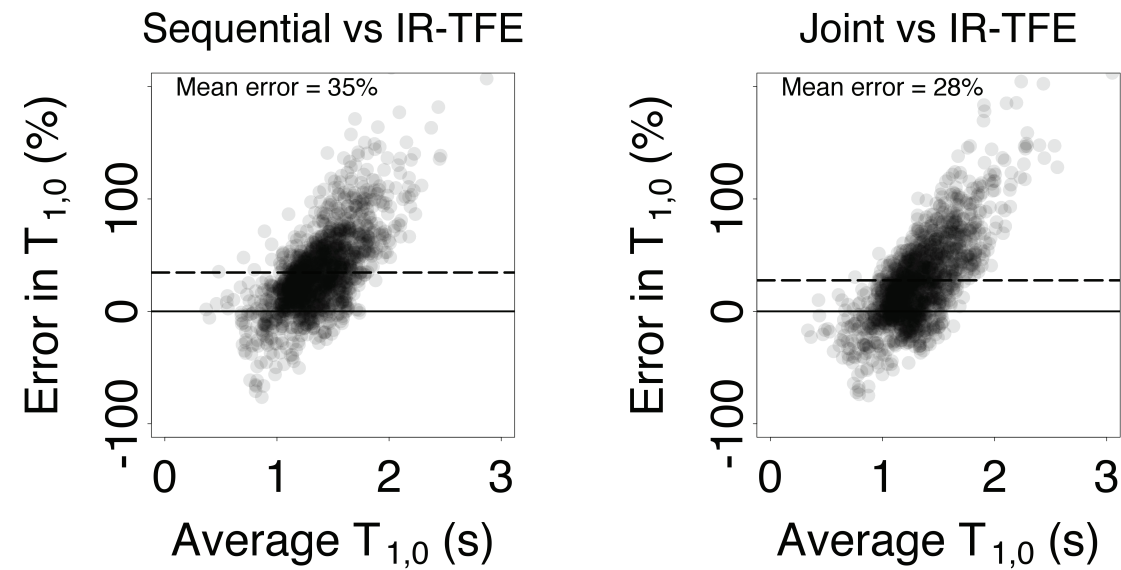 Sequential vs IR-TFE
Mean error = 35%
Error in T1,0 (%)
100
0
-100
0 1 2 3
Average T1,0 (s)
Joint vs IR-TFE
Mean error = 28%
Error in T1,0 (%)
100
0
-100
0 1 2 3
Average T1,0 (s)